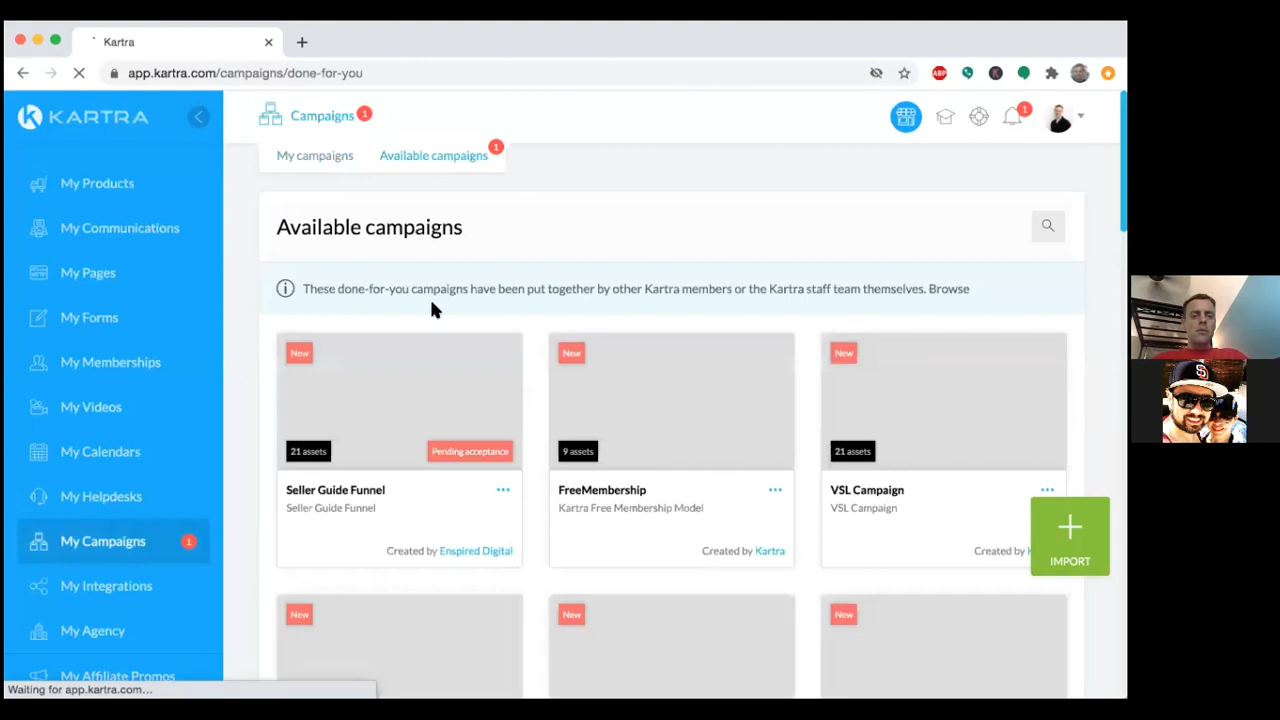 Kartra
app.kartra.com/campaigns/done-for-you
ABP
KARTRA
Campaigns 1
1
My campaigns
Available campaigns 1
My Products
My Communications
My Pages
My Forms
My Memberships
My Videos
My Calendars
My Helpdesks
My Campaigns 1
My Integrations
My Agency
My Affiliate Promos
Available campaigns
These done-for-you campaigns have been put together by other Kartra members or the Kartra staff team themselves. Browse
New
21 assets
Pending acceptance
Seller Guide Funnel
Seller Guide Funnel
Created by Enspired Digital
New
9 assets
FreeMembership
Kartra Free Membership Model
Created by Kartra
New
21 assets
VSL Campaign
VSL Campaign
Created by
IMPORT
New
New
New
Waiting for app.kartra.com...